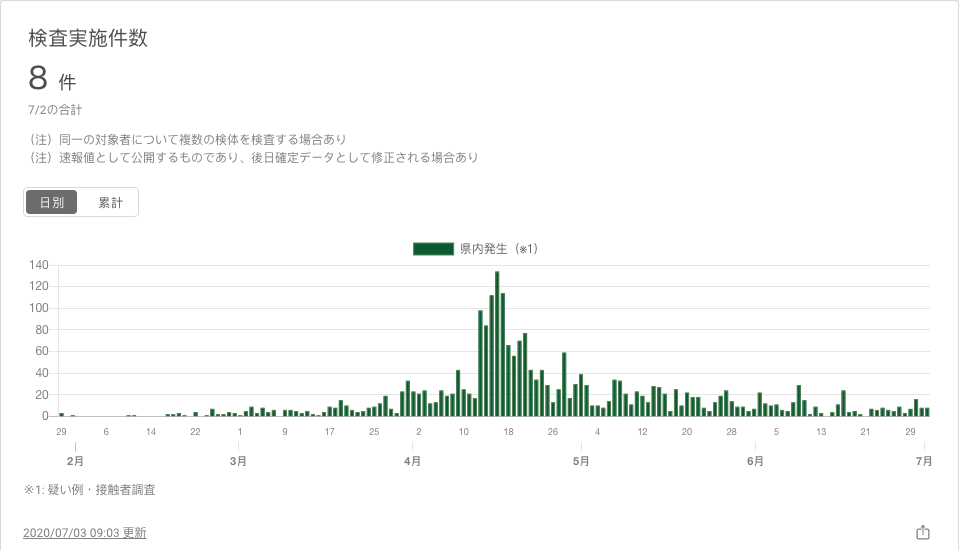 検査実施件数
8 件
7/2の合計
（注）同一の対象者について複数の検体を検査する場合あり
（注）速報値として公開するものであり、後日確定データとして修正される場合あり
日別 累計
県内発生（※1）
140
120
100
80
60
40
20
0
29 6 14 22 1 9 17 25 2 10 18 26 4 12 20 28 5 13 21 29
2月 3月 4月 5月 6月 7月
※1: 疑い例・接触者調査
2020/07/03 09:03 更新